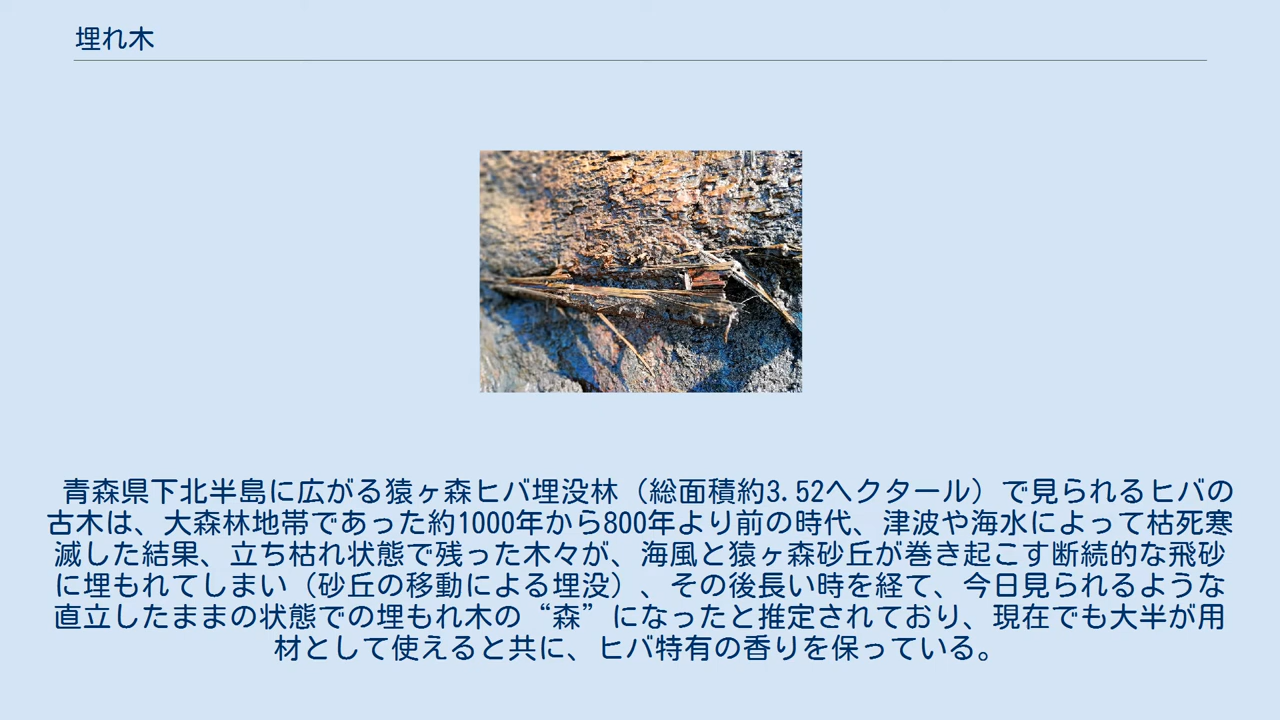 埋れ木
青森県下北半島に広がる猿ヶ森ヒバ埋没林（総面積約3.52ヘクタール）で見られるヒバの
古木は、大森林地帯であった約1000年から800年より前の時代、津波や海水によって枯死寒
滅した結果、立ち枯れ状態で残った木々が、海風と猿ヶ森砂丘が巻き起こす断続的な飛砂
に埋もれてしまい（砂丘の移動による埋没）、その後長い時を経て、今日見られるような
直立したままの状態での埋もれ木の“森”になったと推定されており、現在でも大半が用
材として使えると共に、ヒバ特有の香りを保っている。